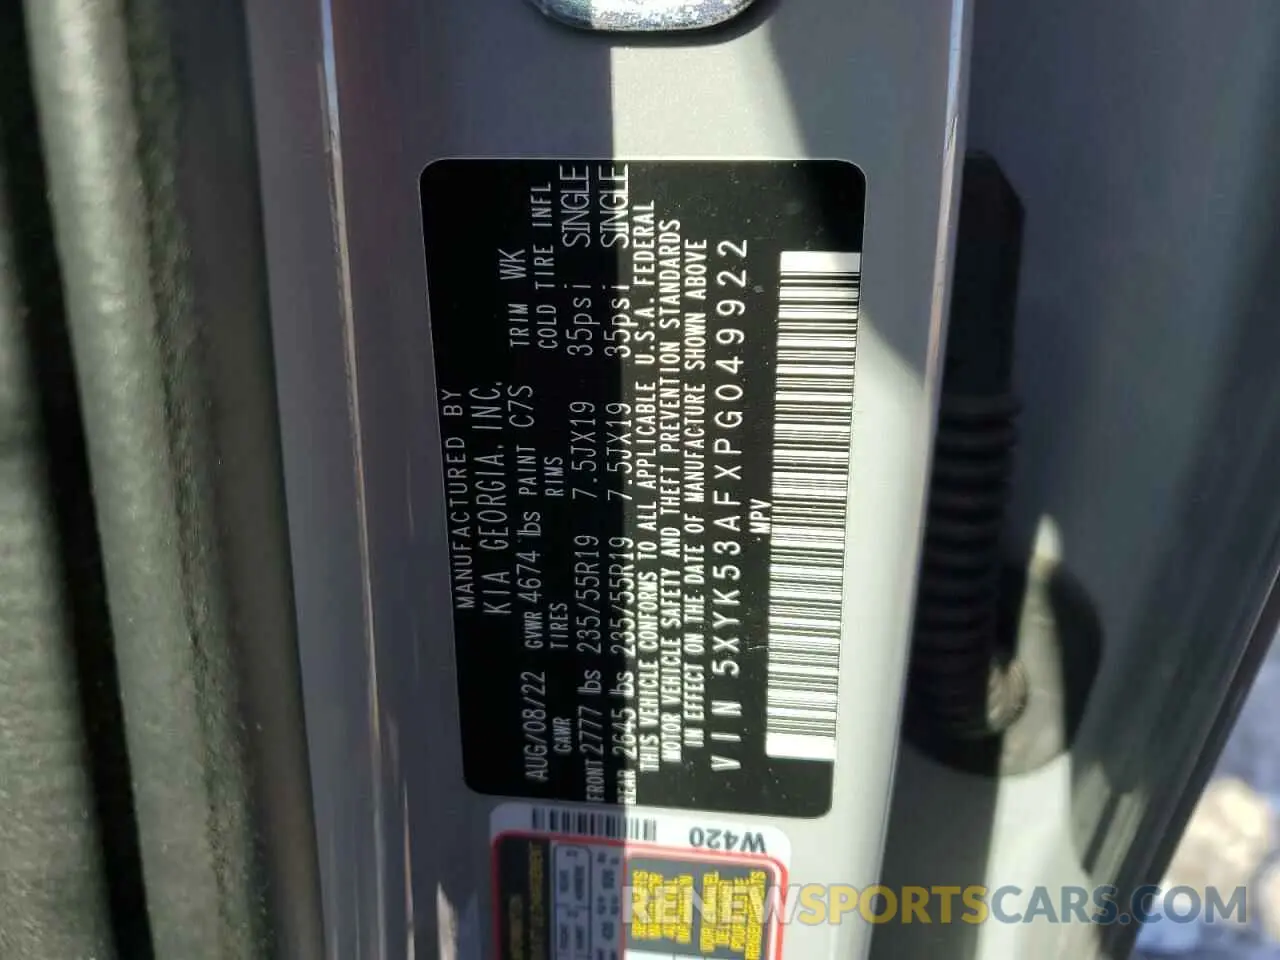 MANUFACTURED BY
KIA GEORGIA, INC.
AUG/08/22 GVWR 4674 lbs PAINT C7S TRIM WK
GAWR TIRES RIMS COLD TIRE INFL
FRONT 2777 lbs 235/55R19 7.5JX19 35psi SINGLE
REAR 2645 lbs 235/55R19 7.5JX19 35psi SINGLE
THIS VEHICLE CONFORMS TO ALL APPLICABLE U.S.A. FEDERAL
MOTOR VEHICLE SAFETY AND THEFT PREVENTION STANDARDS
IN EFFECT ON THE DATE OF MANUFACTURE SHOWN ABOVE
VIN 5XYK53AFXPG049922
MPV
W420
RENEWSPORTSCARS.COM